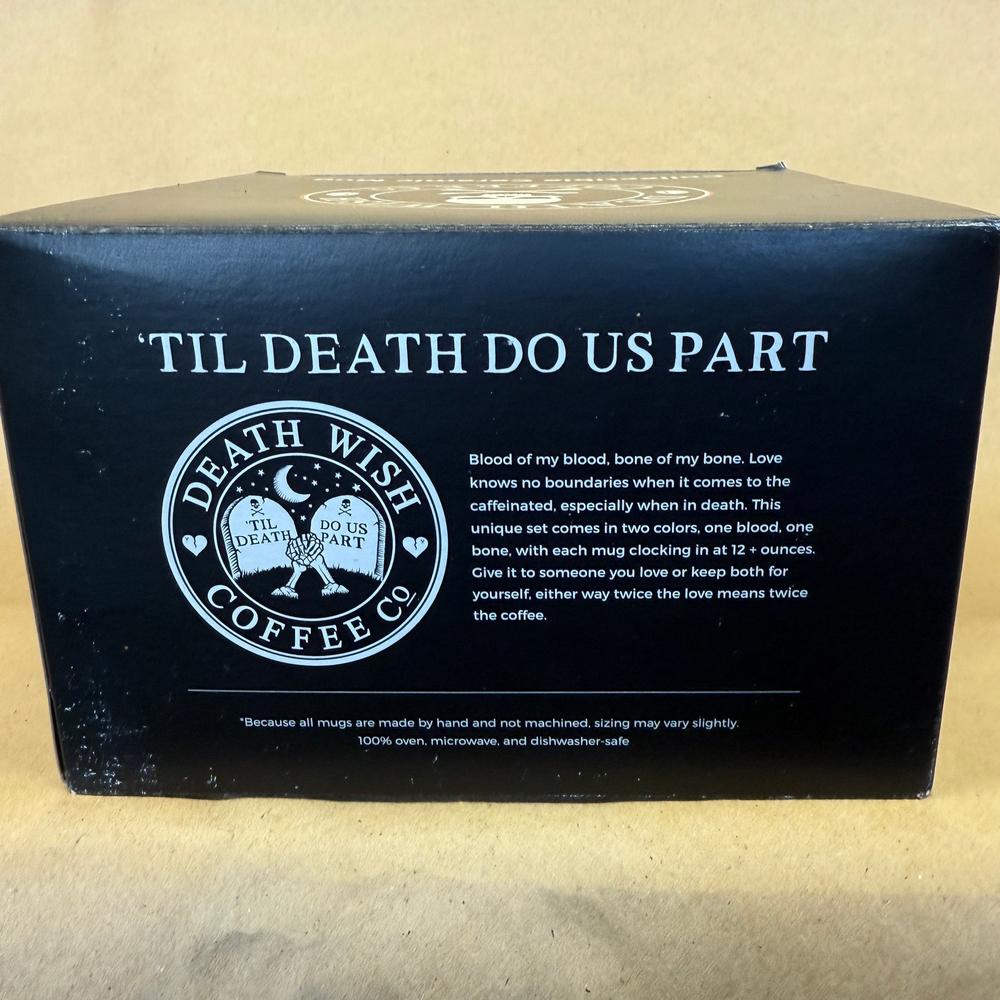 'TIL DEATH DO US PART
DEATH WISH
'TIL
DEATH
DO US
PART
COFFEE Co
Blood of my blood, bone of my bone. Love
knows no boundaries when it comes to the
caffeinated, especially when in death. This
unique set comes in two colors, one blood, one
bone, with each mug clocking in at 12 + ounces.
Give it to someone you love or keep both for
yourself, either way twice the love means twice
the coffee.
*Because all mugs are made by hand and not machined, sizing may vary slightly.
100% oven, microwave, and dishwasher-safe